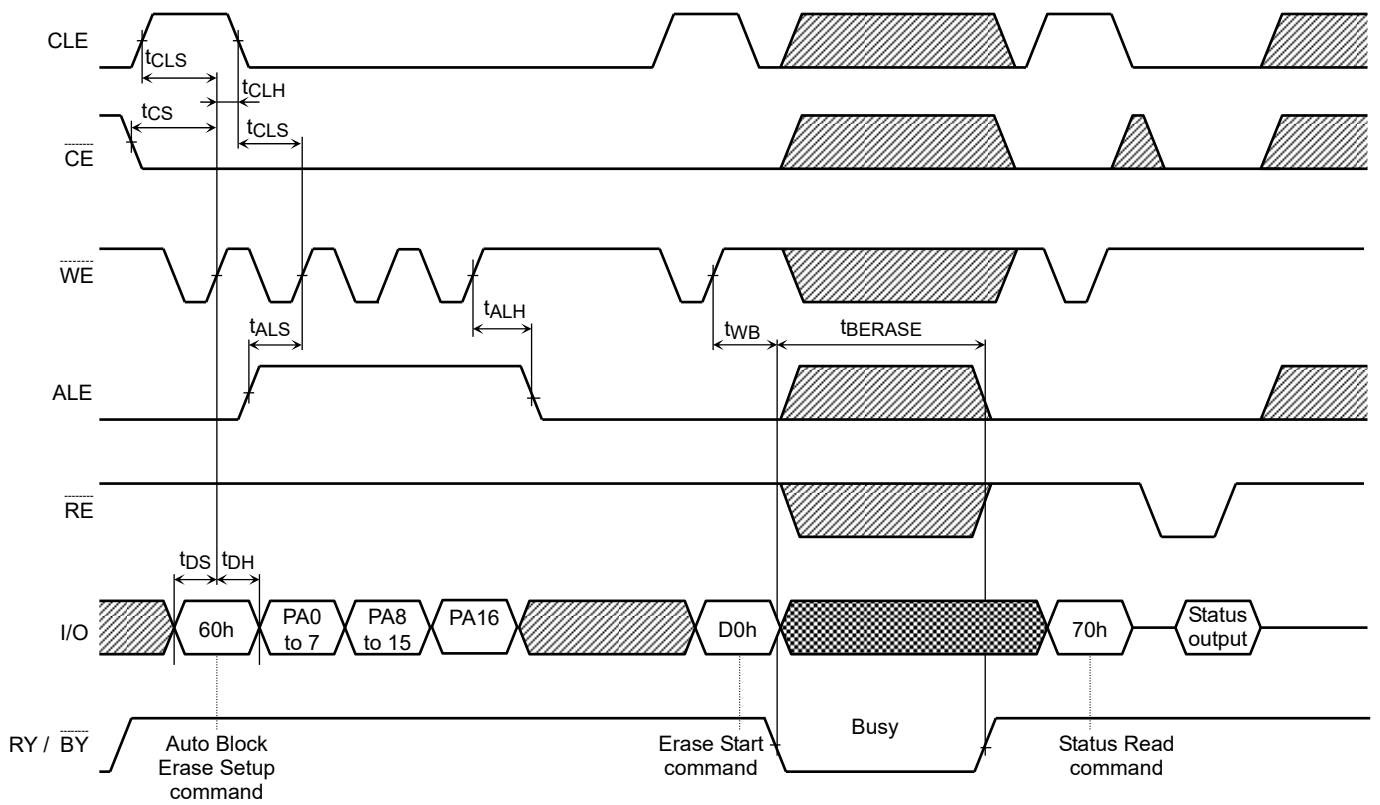 CLE
tCLS
tCLH
tCS
tCLS
CE
WE
tALS
tALH
tWB
tBERASE
ALE
RE
tDS
tDH
I/O
60h
PA0
to 7
PA8
to 15
PA16
D0h
70h
Status
output
RY / BY
Auto Block
Erase Setup
command
Erase Start
command
Busy
Status Read
command